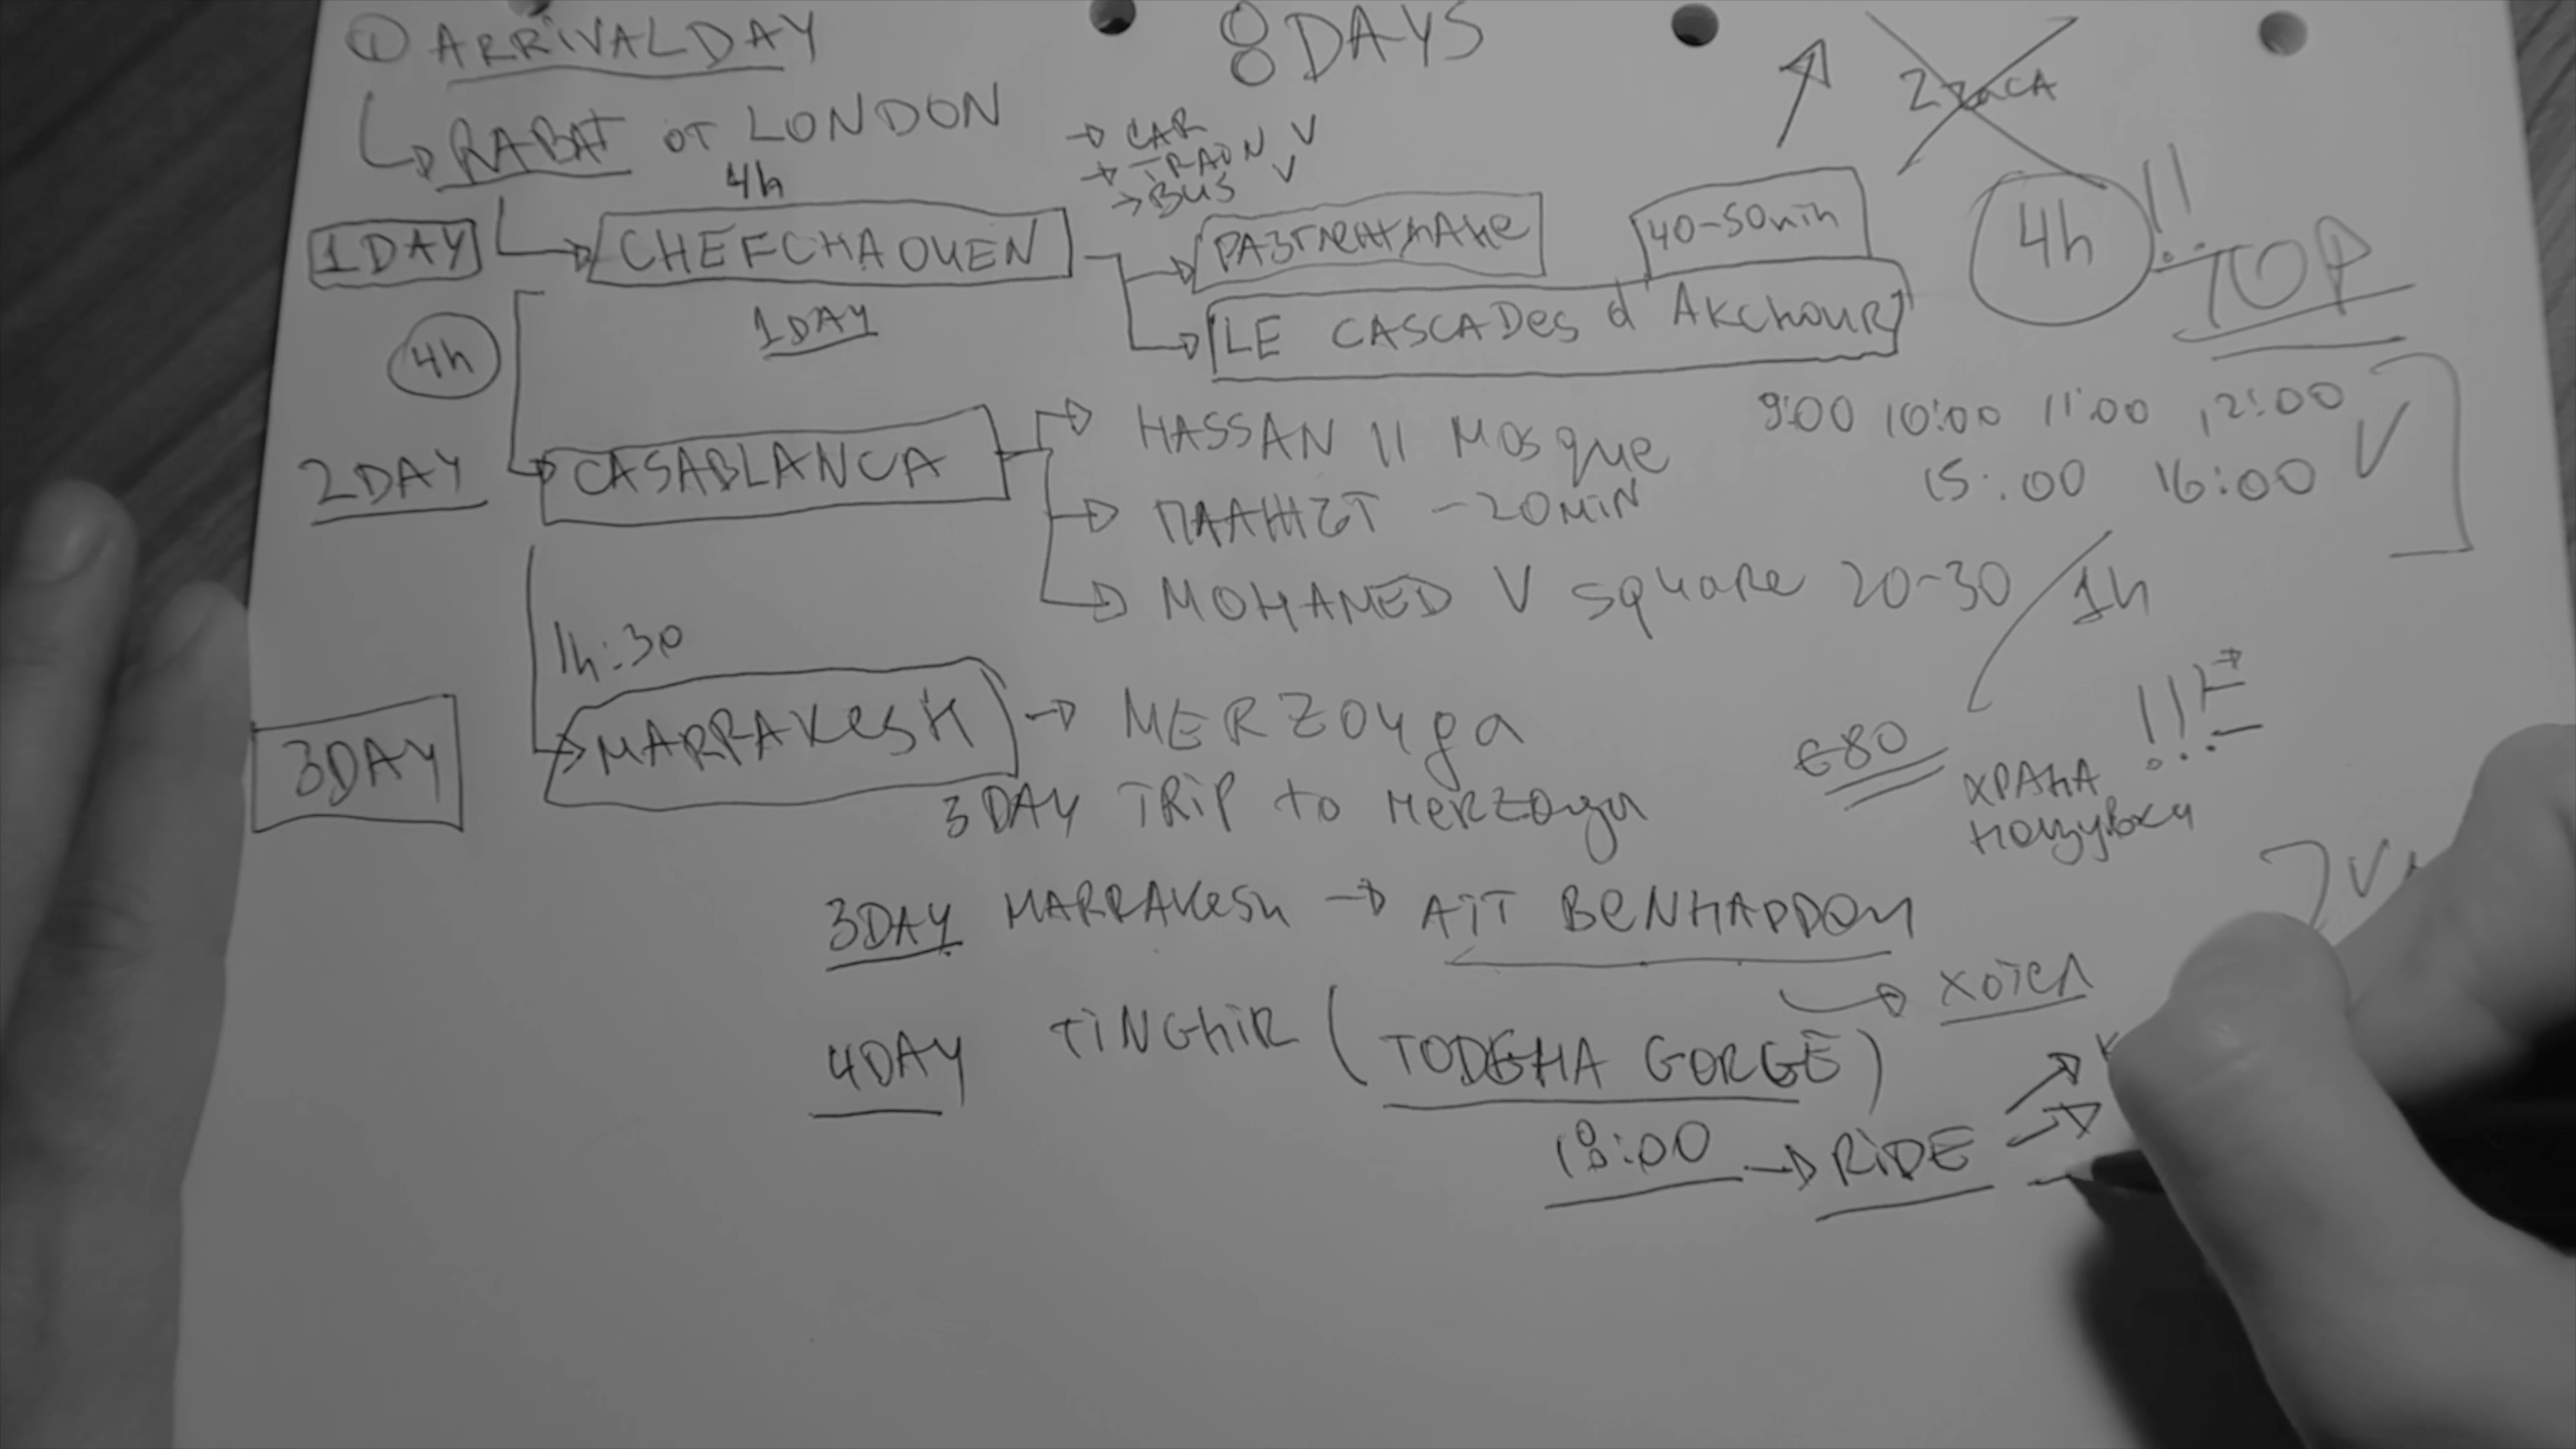 ① ARRIVAL DAY
8 DAYS
RABAT ОТ LONDON
4h
→ CAR
→ TRAIN V
→ BUS V
2 ЧАСА
1 DAY
CHEFCHAOUEN
РАЗГЛЕЖДАНЕ
40-50min
4h !!
TOP
LE CASCADES d'AKCHOUR
1 DAY
4h
2 DAY
CASABLANCA
HASSAN II MOSque
9:00 10:00 11:00 12:00
15:00 16:00 V
ПЛАЖЪТ -20MIN
MOHAMED V square 20-30 / 1h
1h:30
3 DAY
MARRAKESH → MERZOUga
€80
ХРАНА
НОЩУВКИ
!!
3 DAY TRIP to MERZOUga
3 DAY MARRAKESH → AIT BENHADDOU
→ ХОТЕЛ
4 DAY TINGHIR (TODGHA GORGE)
18:00 → RIDE